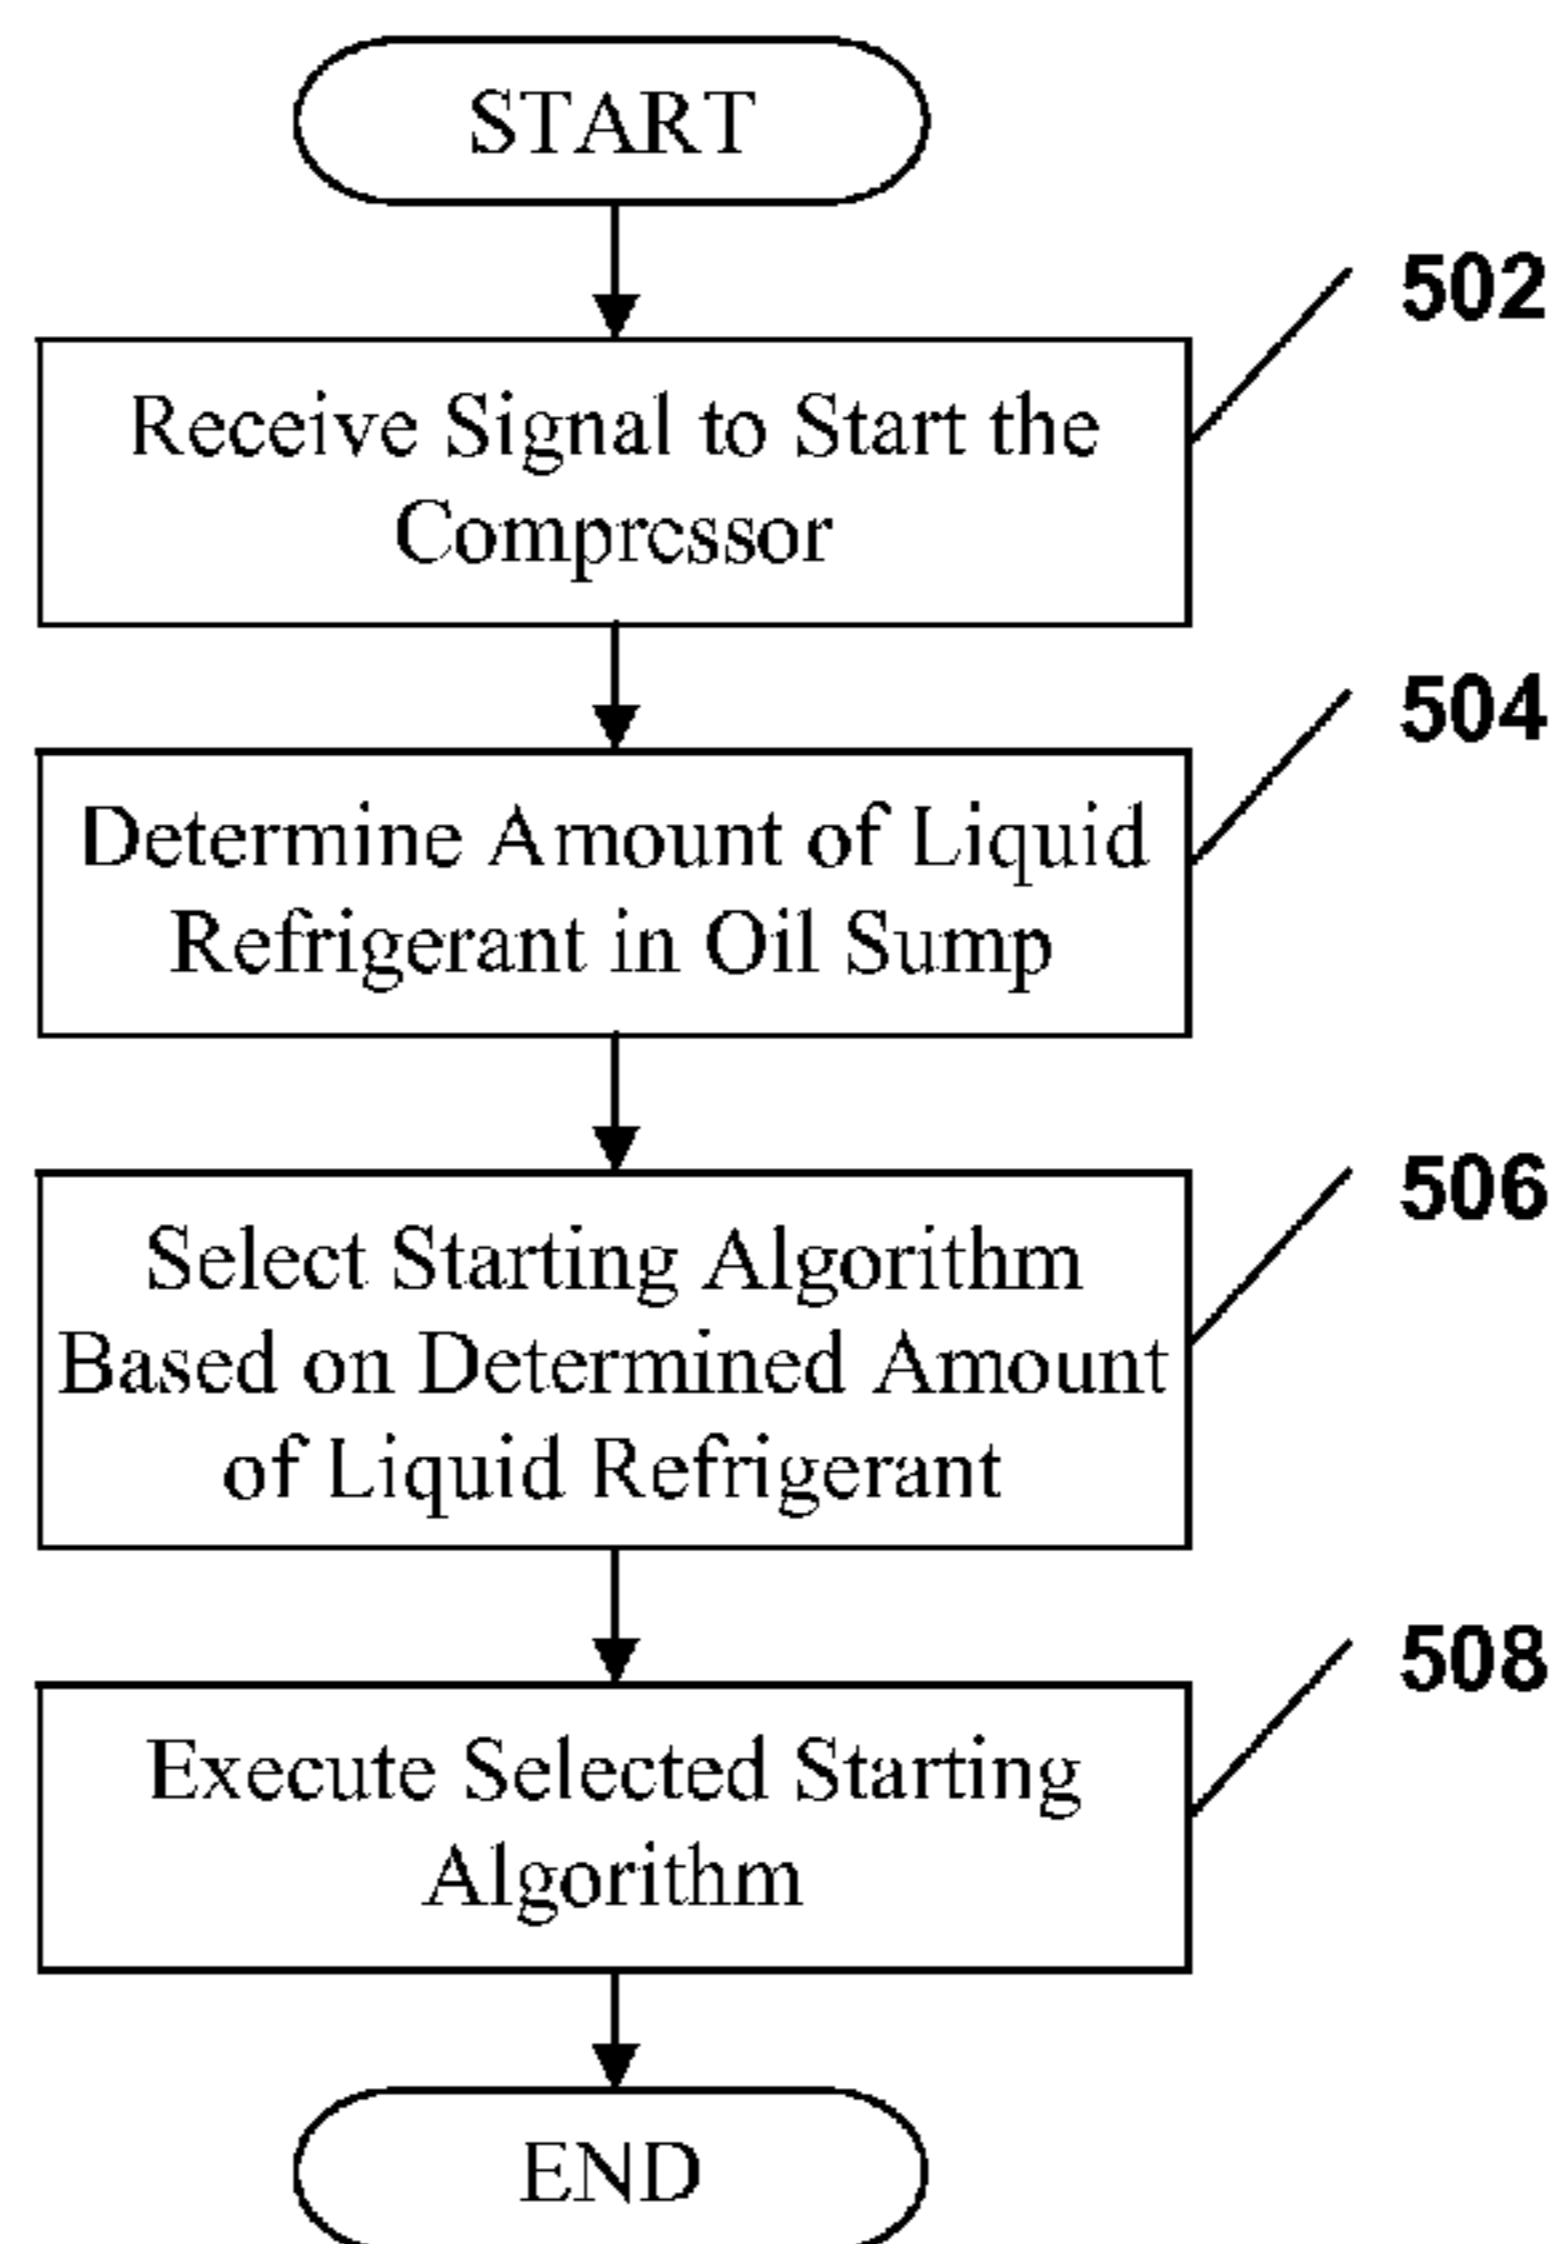 START
502
Receive Signal to Start the
Compressor
504
Determine Amount of Liquid
Refrigerant in Oil Sump
506
Select Starting Algorithm
Based on Determined Amount
of Liquid Refrigerant
508
Execute Selected Starting
Algorithm
END